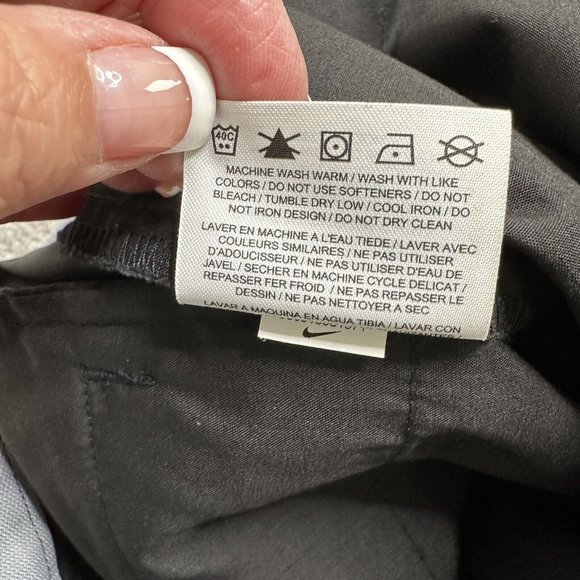 40C
MACHINE WASH WARM / WASH WITH LIKE
COLORS / DO NOT USE SOFTENERS / DO NOT
BLEACH / TUMBLE DRY LOW / COOL IRON / DO
NOT IRON DESIGN / DO NOT DRY CLEAN
LAVER EN MACHINE A L'EAU TIEDE / LAVER AVEC
COULEURS SIMILAIRES / NE PAS UTILISER
D'ADOUCISSEUR / NE PAS UTILISER D'EAU DE
JAVEL / SECHER EN MACHINE CYCLE DELICAT /
REPASSER FER FROID / NE PAS REPASSER LE
DESSIN / NE PAS NETTOYER A SEC
LAVAR A MAQUINA EN AGUA TIBIA / LAVAR CON